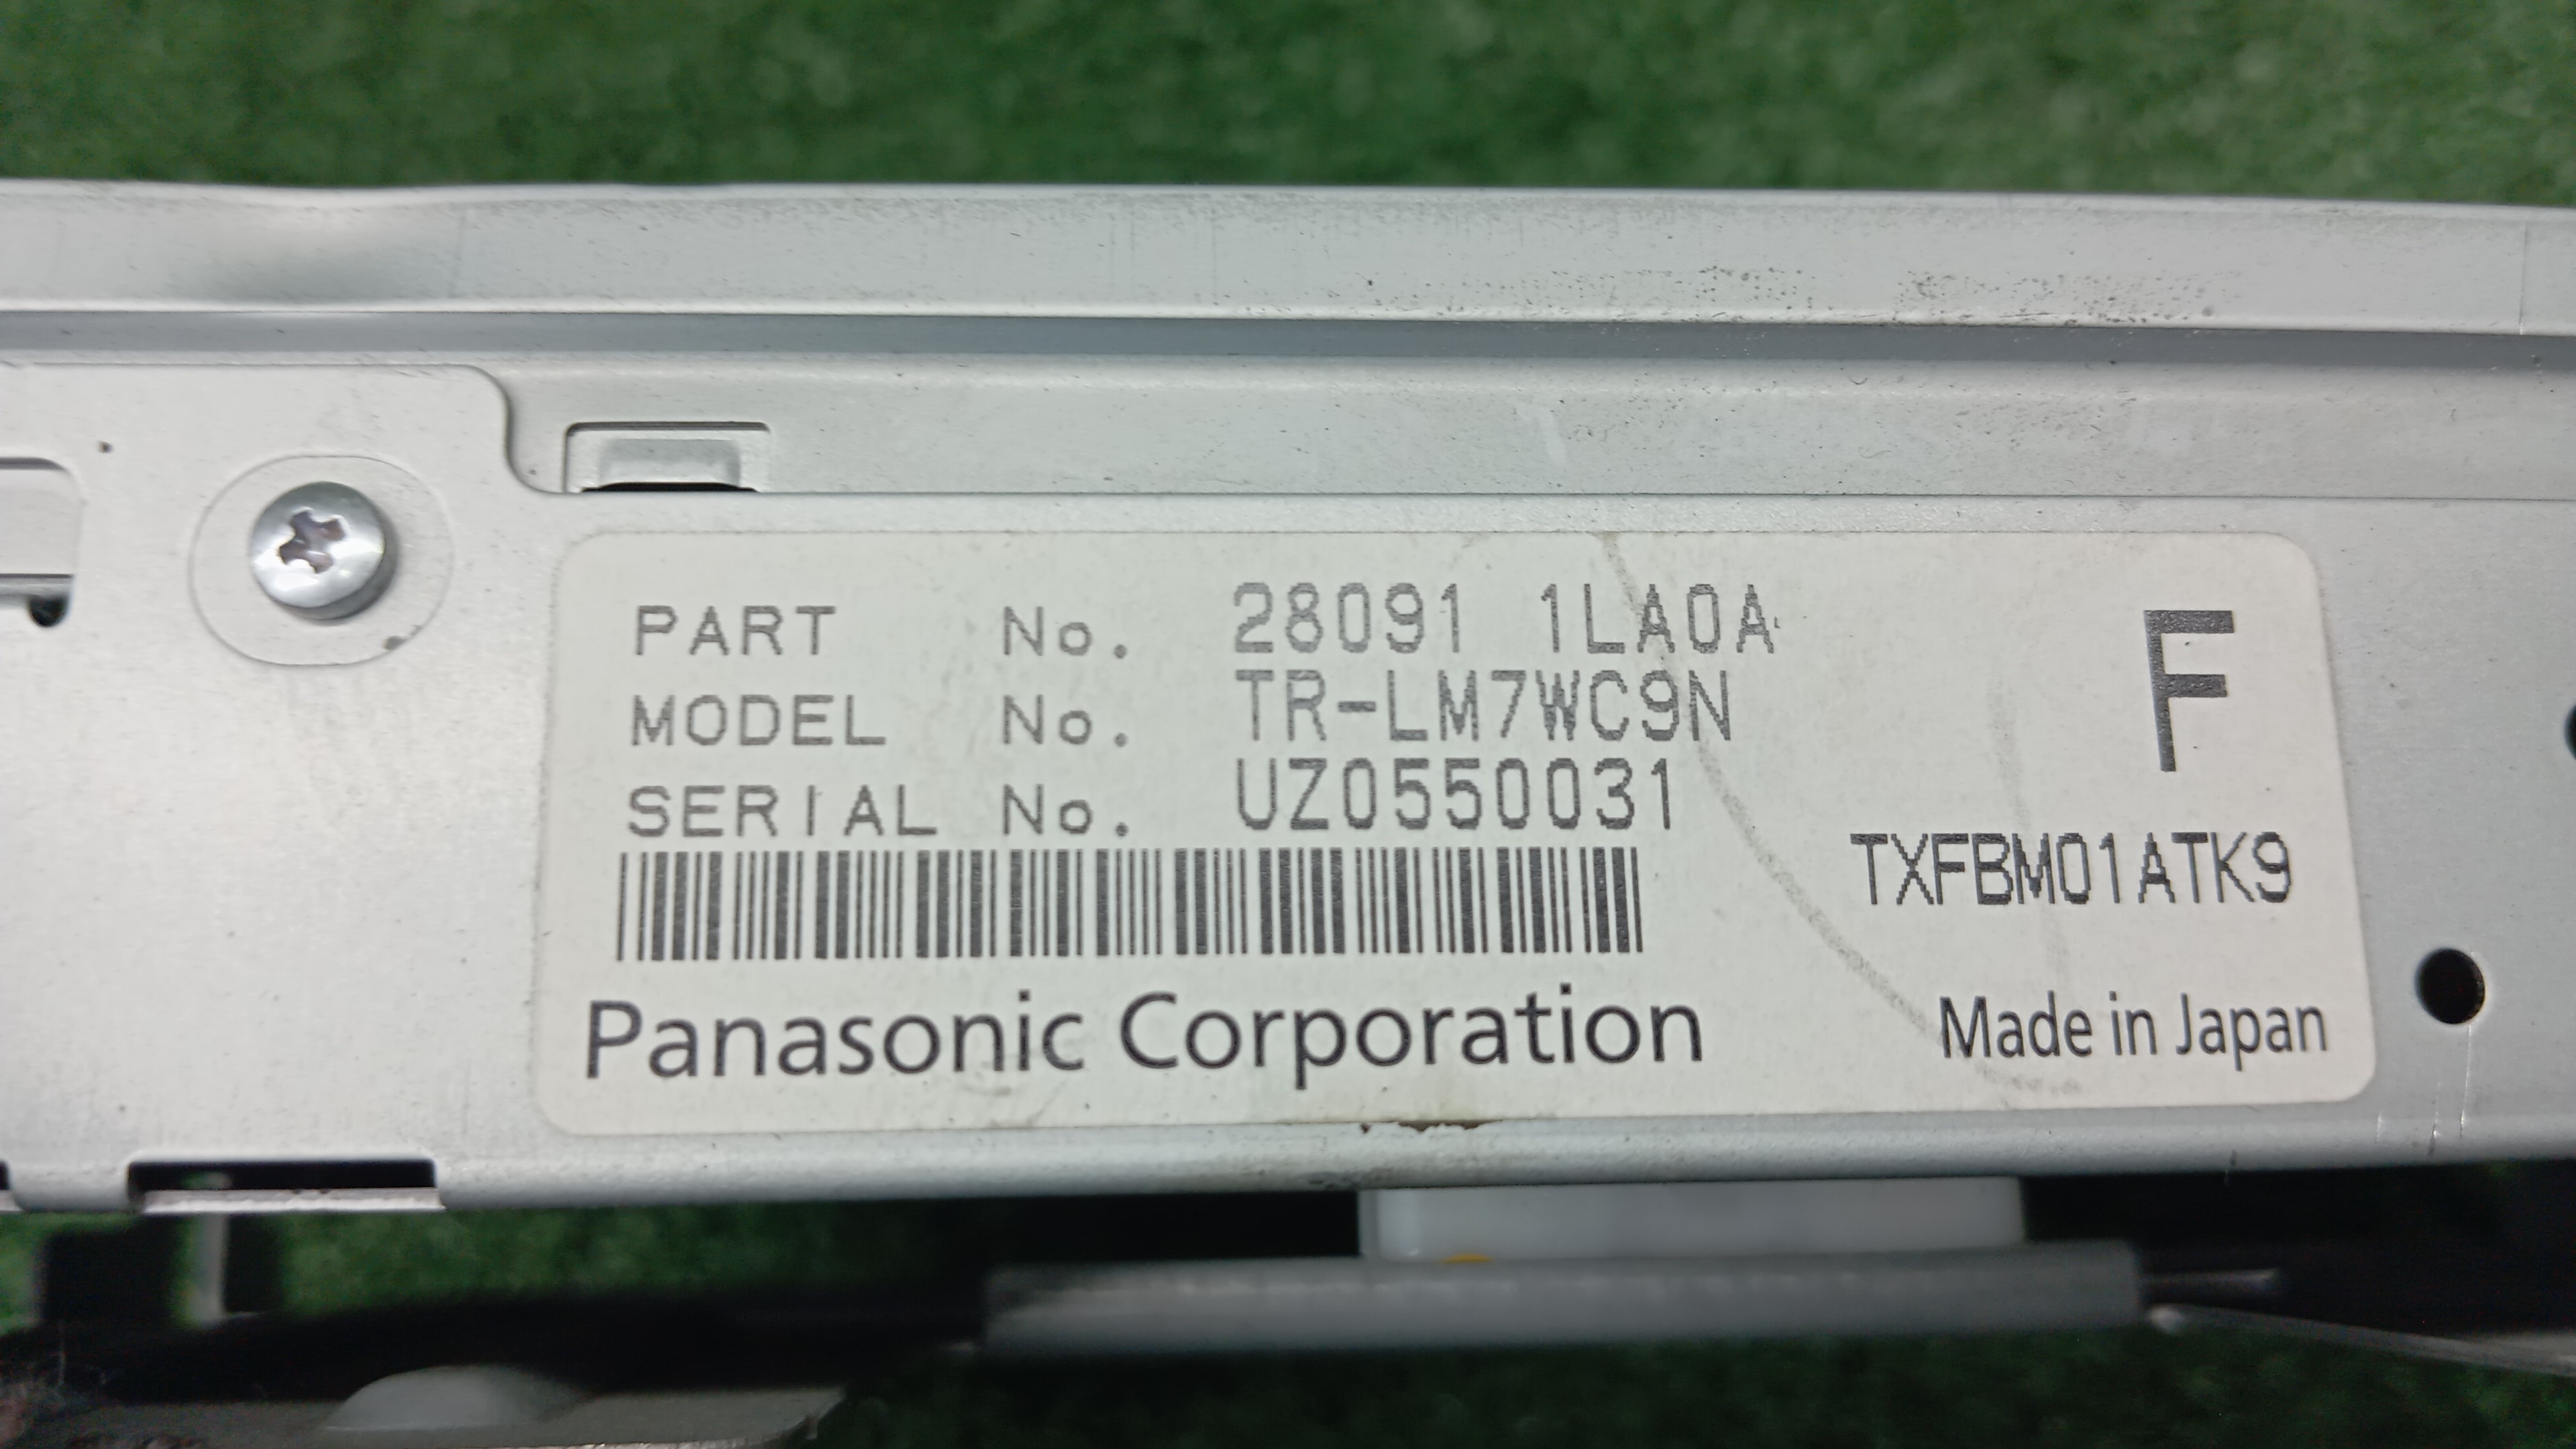 PART No. 28091 1LA0A
MODEL No. TR-LM7WC9N
SERIAL No. UZ0550031
F
TXFBM01ATK9
Panasonic Corporation
Made in Japan